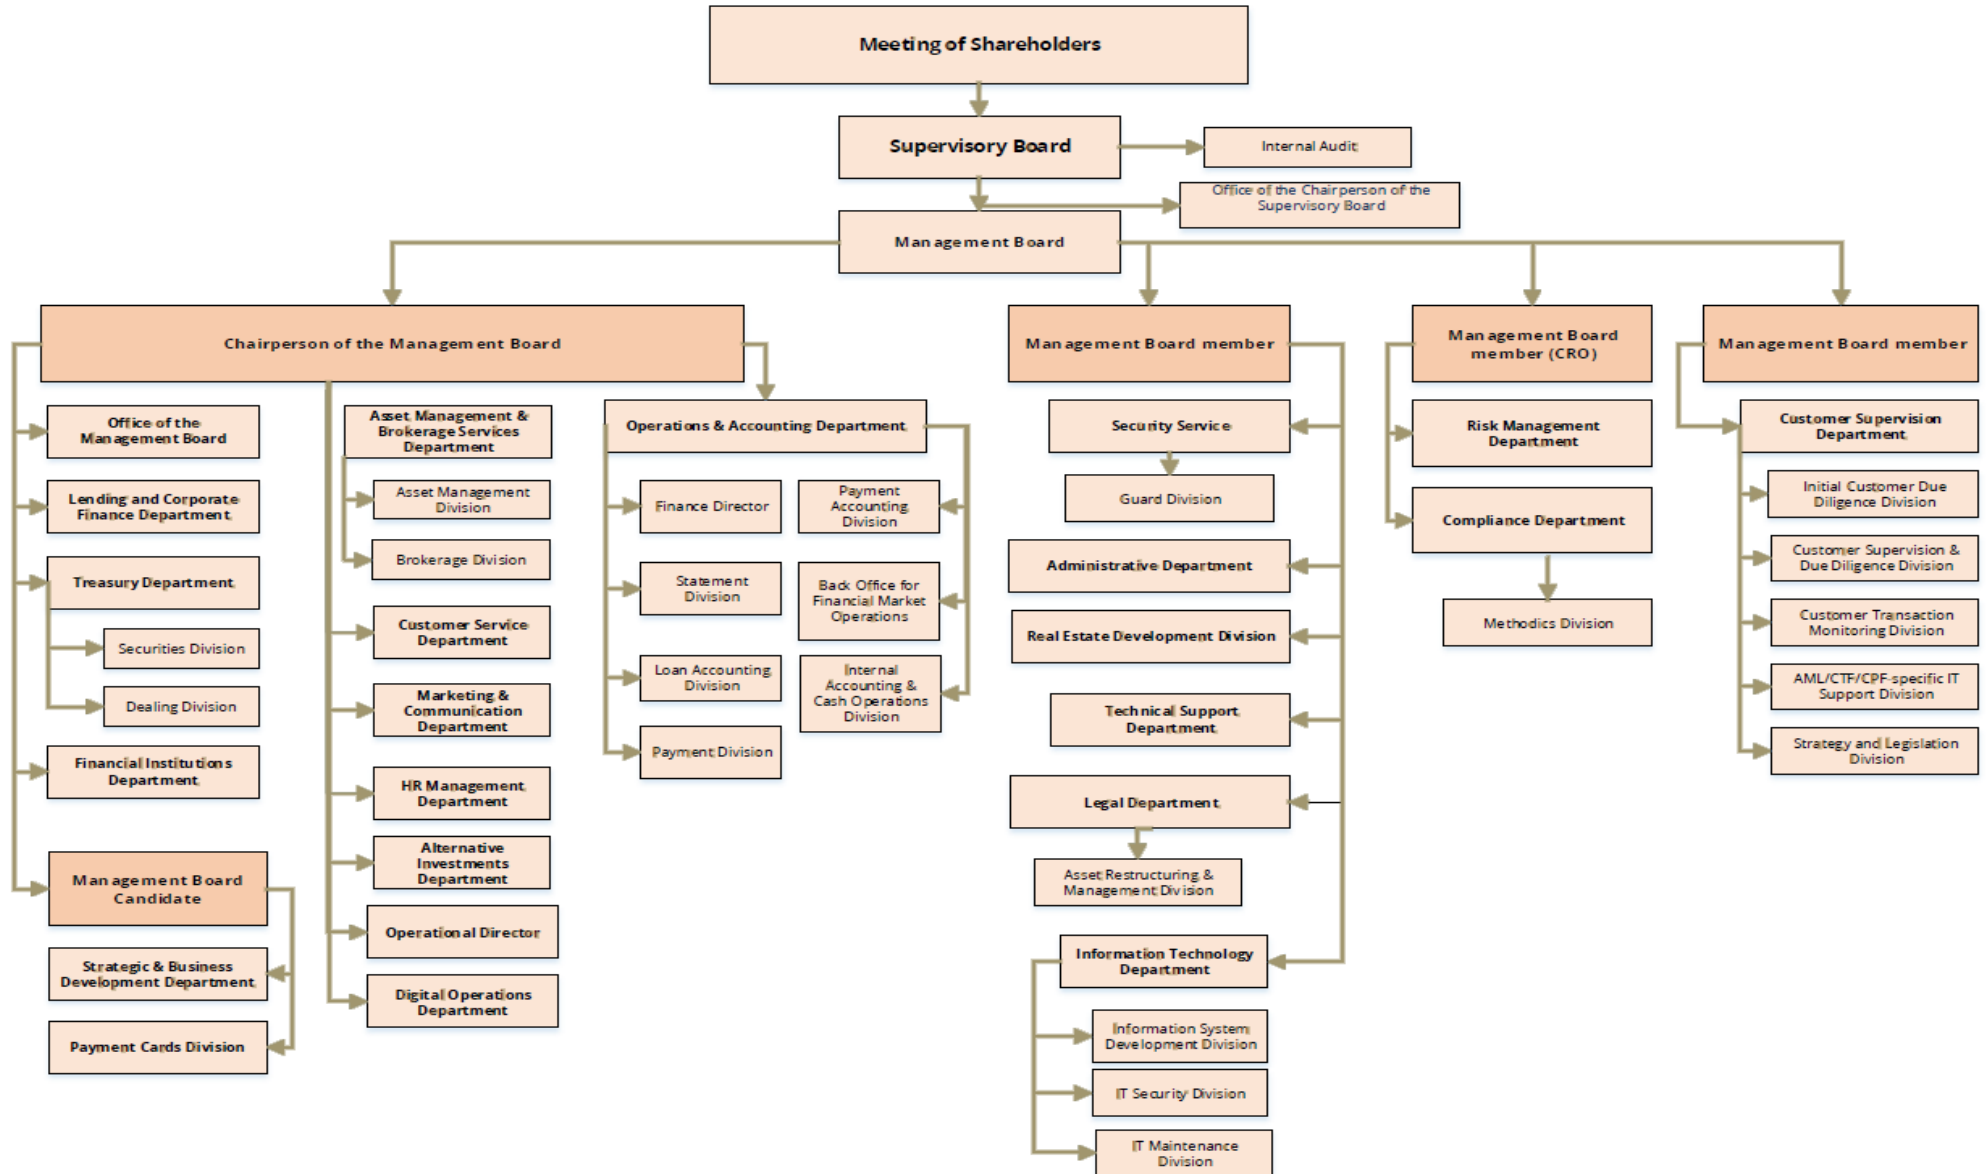 Meeting of Shareholders
Supervisory Board
Internal Audit
Office of the Chairperson of the
Supervisory Board
Management Board
Chairperson of the Management Board
Management Board member
Management Board
member (CRO)
Management Board member
Office of the
Management Board
Lending and Corporate
Finance Department
Treasury Department
Securities Division
Dealing Division
Financial Institutions
Department
Management Board
Candidate
Strategic & Business
Development Department
Payment Cards Division
Asset Management &
Brokerage Services
Department
Asset Management
Division
Brokerage Division
Customer Service
Department
Marketing &
Communication
Department
HR Management
Department
Alternative
Investments
Department
Operational Director
Digital Operations
Department
Operations & Accounting Department
Finance Director
Statement
Division
Loan Accounting
Division
Payment Division
Payment
Accounting
Division
Back Office for
Financial Market
Operations
Internal
Accounting &
Cash Operations
Division
Security Service
Guard Division
Administrative Department
Real Estate Development Division
Technical Support
Department
Legal Department
Asset Restructuring &
Management Division
Information Technology
Department
Information System
Development Division
IT Security Division
IT Maintenance
Division
Risk Management
Department
Compliance Department
Methodics Division
Customer Supervision
Department
Initial Customer Due
Diligence Division
Customer Supervision &
Due Diligence Division
Customer Transaction
Monitoring Division
AML/CTF/CPF-specific IT
Support Division
Strategy and Legislation
Division